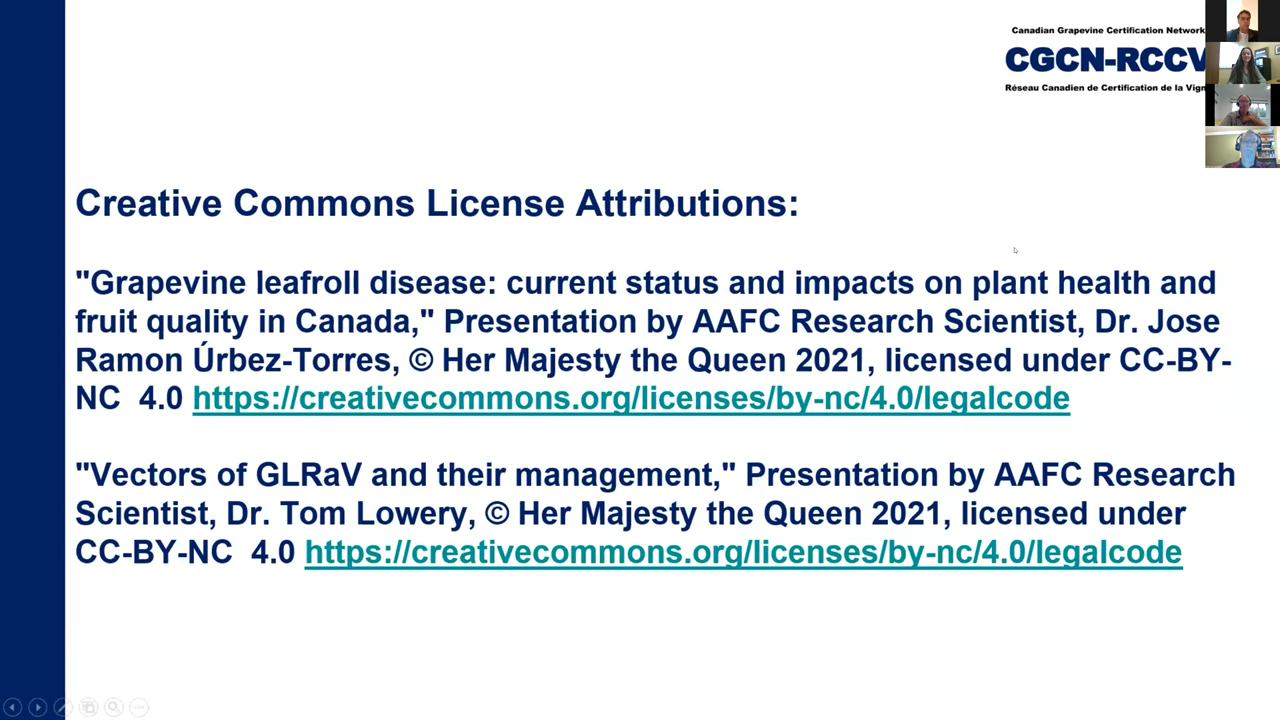 Canadian Grapevine Certification Network
CGCN-RCCV
Réseau Canadien de Certification de la Vign
Creative Commons License Attributions:
"Grapevine leafroll disease: current status and impacts on plant health and
fruit quality in Canada," Presentation by AAFC Research Scientist, Dr. Jose
Ramon Úrbez-Torres, © Her Majesty the Queen 2021, licensed under CC-BY-
NC 4.0 https://creativecommons.org/licenses/by-nc/4.0/legalcode
"Vectors of GLRaV and their management," Presentation by AAFC Research
Scientist, Dr. Tom Lowery, © Her Majesty the Queen 2021, licensed under
CC-BY-NC 4.0 https://creativecommons.org/licenses/by-nc/4.0/legalcode